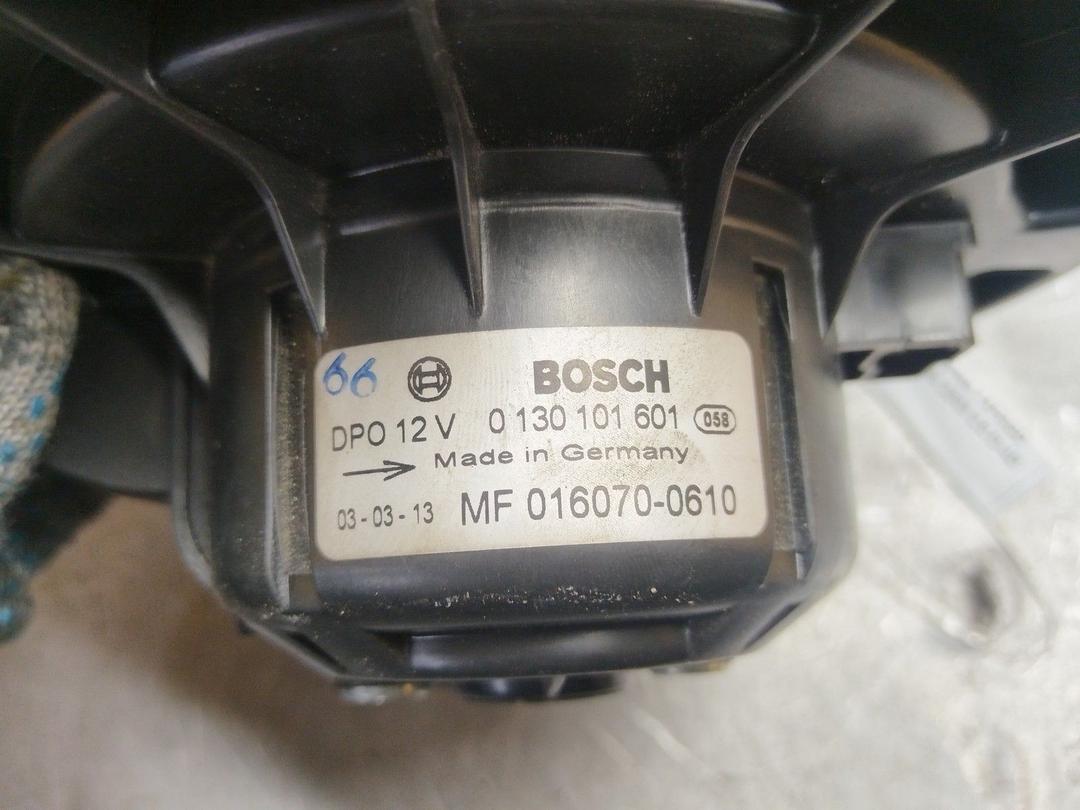 66 BOSCH
DPO 12 V 0 130 101 601 058
Made in Germany
03-03-13 MF 016070-0610